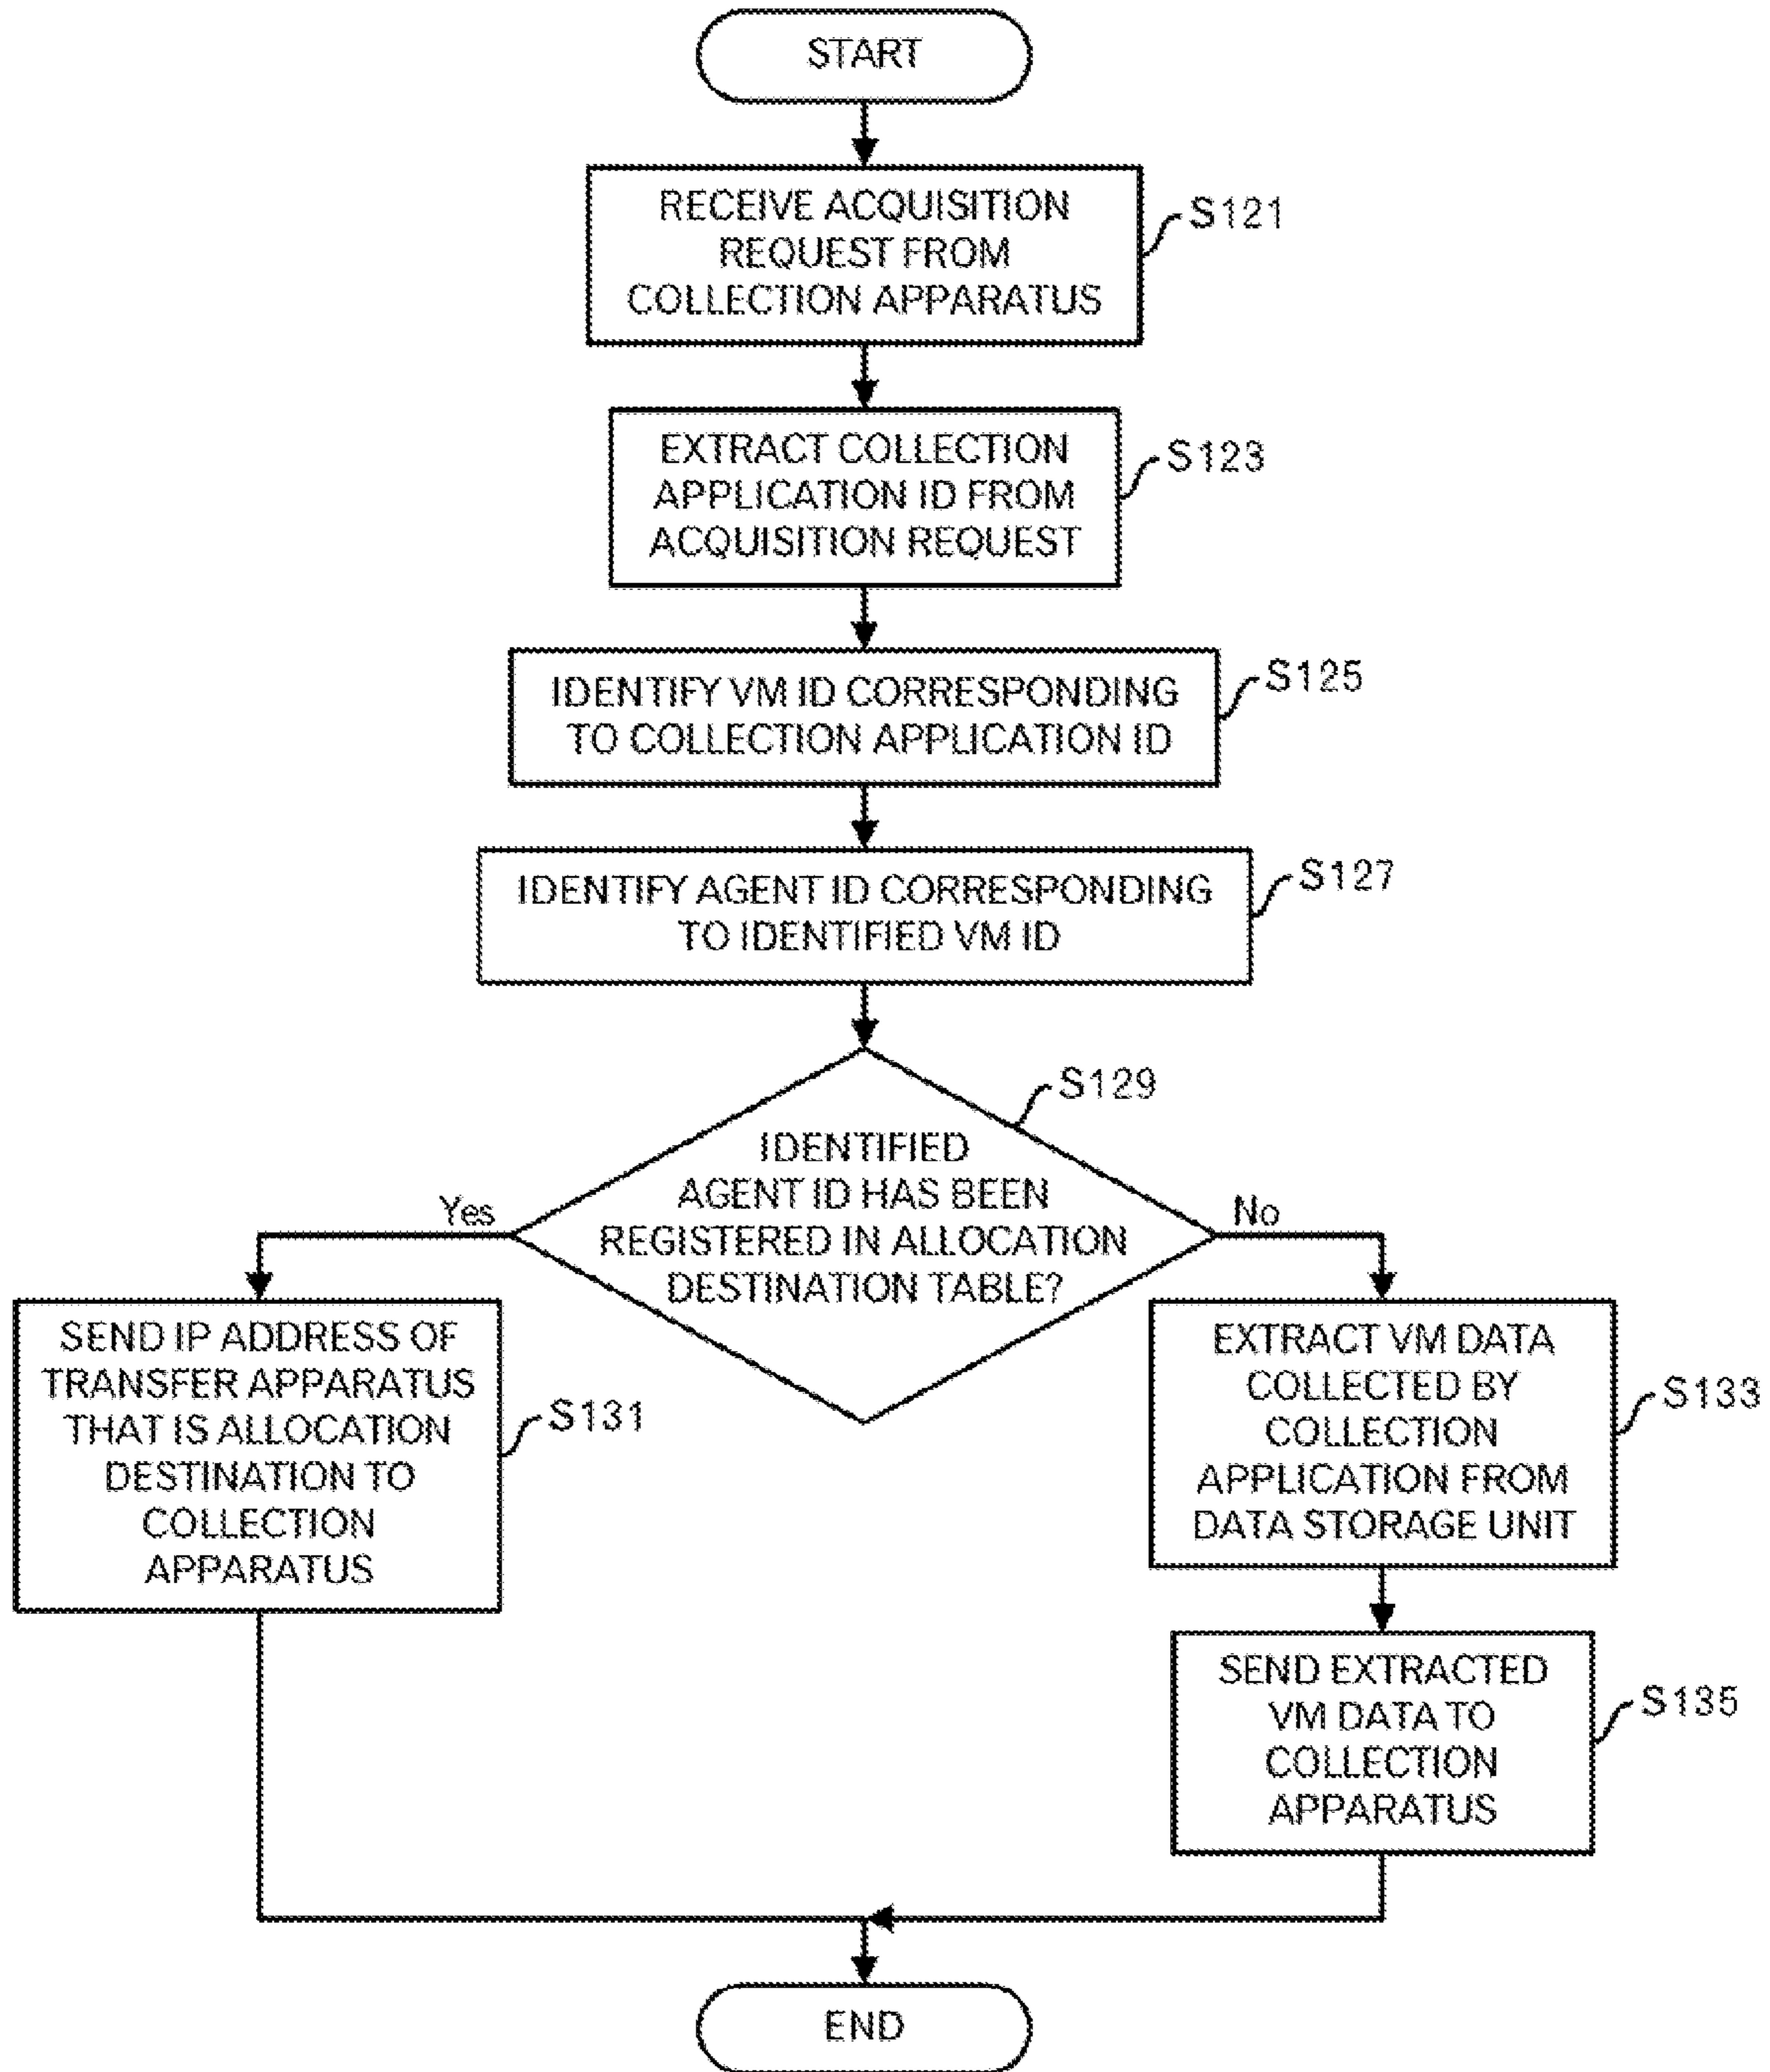 START
RECEIVE ACQUISITION
REQUEST FROM
COLLECTION APPARATUS
S121
EXTRACT COLLECTION
APPLICATION ID FROM
ACQUISITION REQUEST
S123
IDENTIFY VM ID CORRESPONDING
TO COLLECTION APPLICATION ID
S125
IDENTIFY AGENT ID CORRESPONDING
TO IDENTIFIED VM ID
S127
IDENTIFIED
AGENT ID HAS BEEN
REGISTERED IN ALLOCATION
DESTINATION TABLE?
S129
Yes
No
SEND IP ADDRESS OF
TRANSFER APPARATUS
THAT IS ALLOCATION
DESTINATION TO
COLLECTION
APPARATUS
S131
EXTRACT VM DATA
COLLECTED BY
COLLECTION
APPLICATION FROM
DATA STORAGE UNIT
S133
SEND EXTRACTED
VM DATA TO
COLLECTION
APPARATUS
S135
END